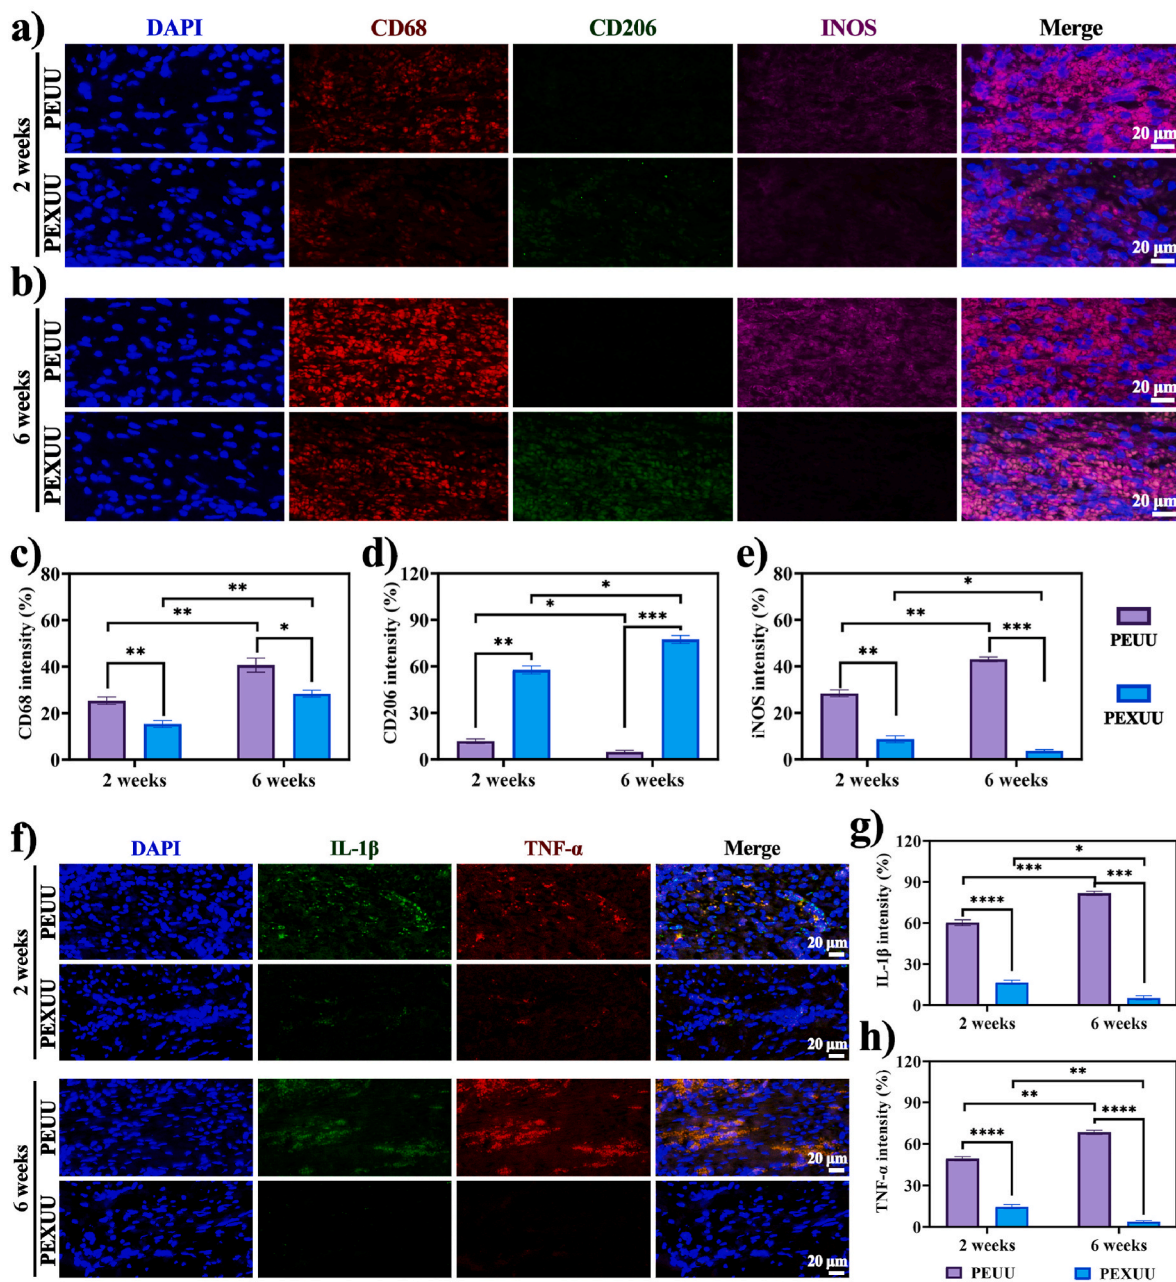 a)
DAPI CD68 CD206 INOS Merge
2 weeks
PEUU
20 μm
PEXUU
20 μm
b)
6 weeks
PEUU
20 μm
PEXUU
20 μm
c)
CD68 intensity (%)
80
60
40
20
0
** ** ** *
2 weeks 6 weeks
d)
CD206 intensity (%)
120
90
60
30
0
** * * ***
2 weeks 6 weeks
e)
iNOS intensity (%)
80
60
40
20
0
** ** * ***
2 weeks 6 weeks
PEUU
PEXUU
f)
DAPI IL-1β TNF-α Merge
2 weeks
PEUU
20 μm
PEXUU
20 μm
6 weeks
PEUU
20 μm
PEXUU
20 μm
g)
IL-1β intensity (%)
120
90
60
30
0
**** *** * ***
2 weeks 6 weeks
h)
TNF-α intensity (%)
120
90
60
30
0
**** ** ** ****
2 weeks 6 weeks
PEUU PEXUU